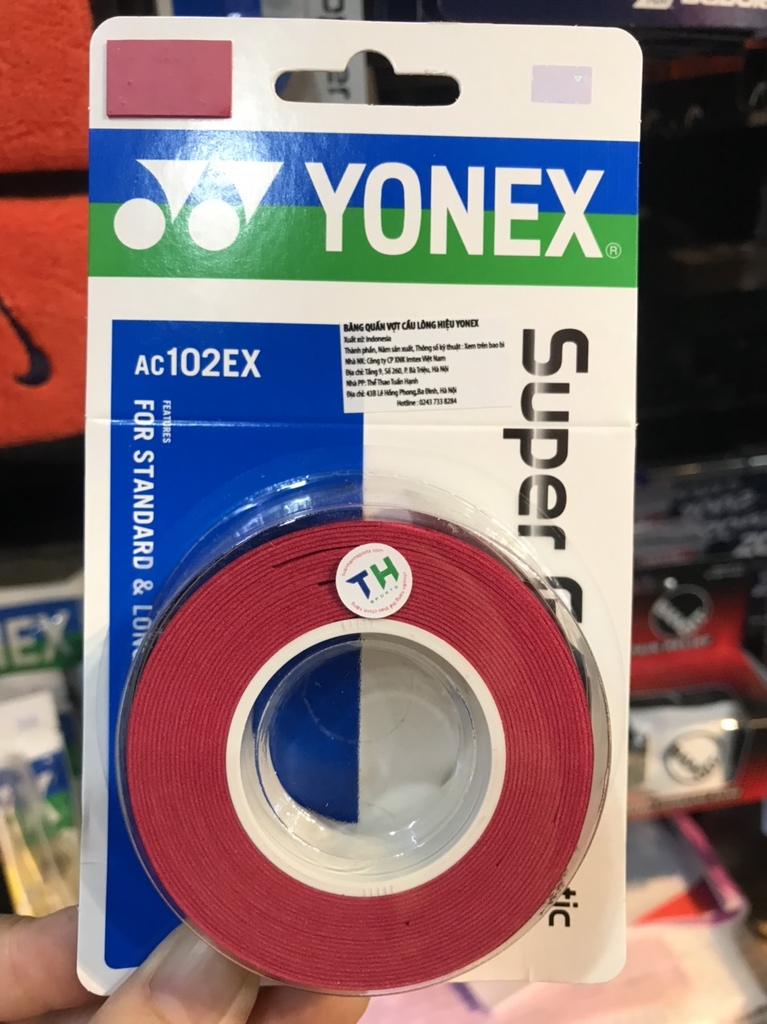 YONEX®
AC102EX
BĂNG QUẤN VỢT CẦU LÔNG HIỆU YONEX
Xuất xứ: Indonesia
Thành phần, Năm sản xuất, Thông số kỹ thuật : Xem trên bao bì
Nhà NK: Công ty CP XNK Imtex Việt Nam
Địa chỉ: Tầng 9, Số 260, P. Bà Triệu, Hà Nội
Nhà PP: Thể Thao Tuấn Hạnh
Địa chỉ: 43B Lê Hồng Phong,Ba Đình, Hà Nội
Hotline : 0243 733 8284
FEATURES
FOR STANDARD & LON
Super
tic
TH
SPORTS